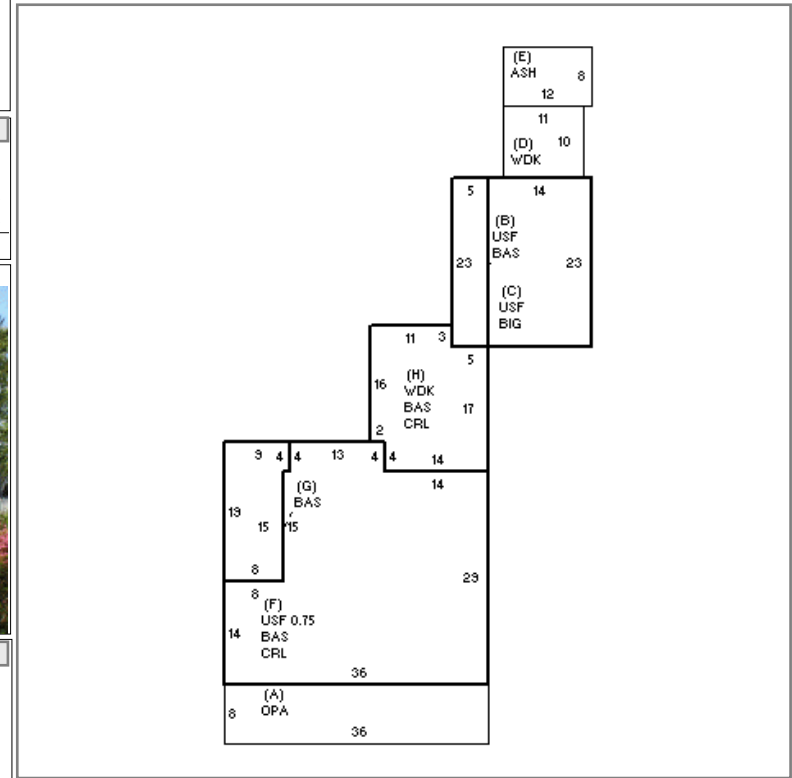 (E)
ASH 8
12
11
(D) 10
WDK
5 14
(B)
USF
BAS
23 23
(C)
USF
BIG
11 3
5
(H)
16 WDK
BAS 17
CRL
2
9 4 4 13 4 4 14
14
(G)
BAS
19
15 15
8
29
8
(F)
USF 0.75
14 BAS
CRL
36
(A)
8 OPA
36